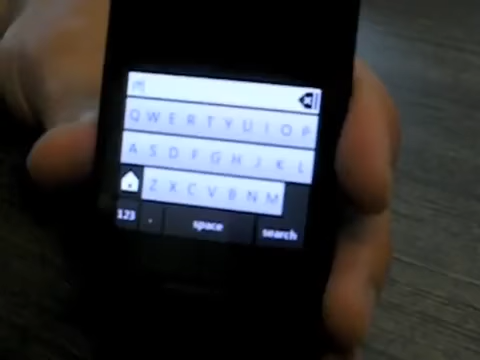 m
Q W E R T Y U I O P
A S D F G H J K L
Z X C V B N M
123 . space search